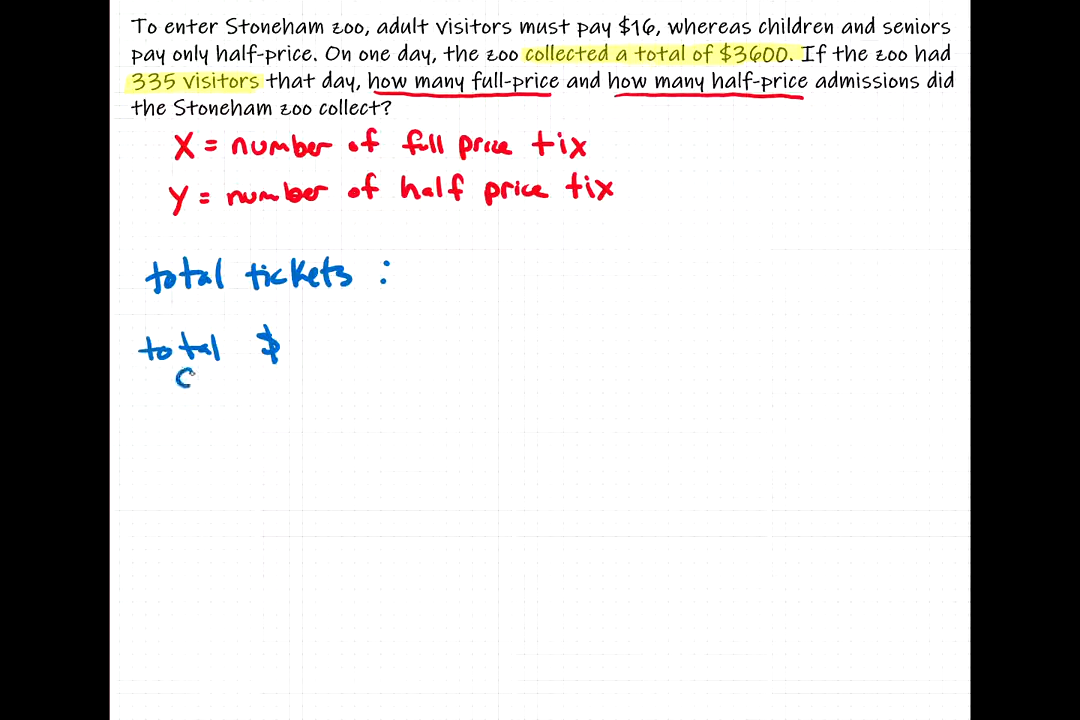 To enter Stoneham zoo, adult visitors must pay $16, whereas children and seniors
pay only half-price. On one day, the zoo collected a total of $3600. If the zoo had
335 visitors that day, how many full-price and how many half-price admissions did
the Stoneham zoo collect?
X = number of full price tix
Y = number of half price tix
total tickets :
total $
C